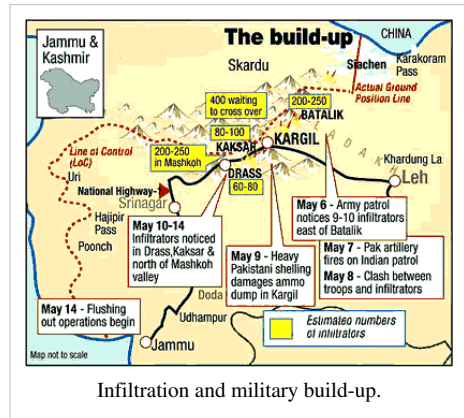 Jammu &
Kashmir
The build-up
CHINA
Skardu
Siachen
Karakoram
Pass
Actual Ground
Position Line
400 waiting
to cross over
200-250
BATALIK
80-100
KAKSAR
KARGIL
Line of Control
(LoC)
200-250
in Mashkoh
LADAKH
Uri
DRASS
Khardung La
National Highway
60-80
Leh
Srinagar
Hajipir
Pass
Poonch
May 10-14
Infiltrators noticed
in Drass,Kaksar &
north of Mashkoh
valley
May 9 - Heavy
Pakistani shelling
damages ammo
dump in Kargil
May 6 - Army patrol
notices 9-10 infiltrators
east of Batalik
May 7 - Pak artillery
fires on Indian patrol
May 8 - Clash between
troops and infiltrators
May 14 - Flushing
out operations begin
Doda
Udhampur
Jammu
Estimated numbers
of infiltrators
Map not to scale
Infiltration and military build-up.